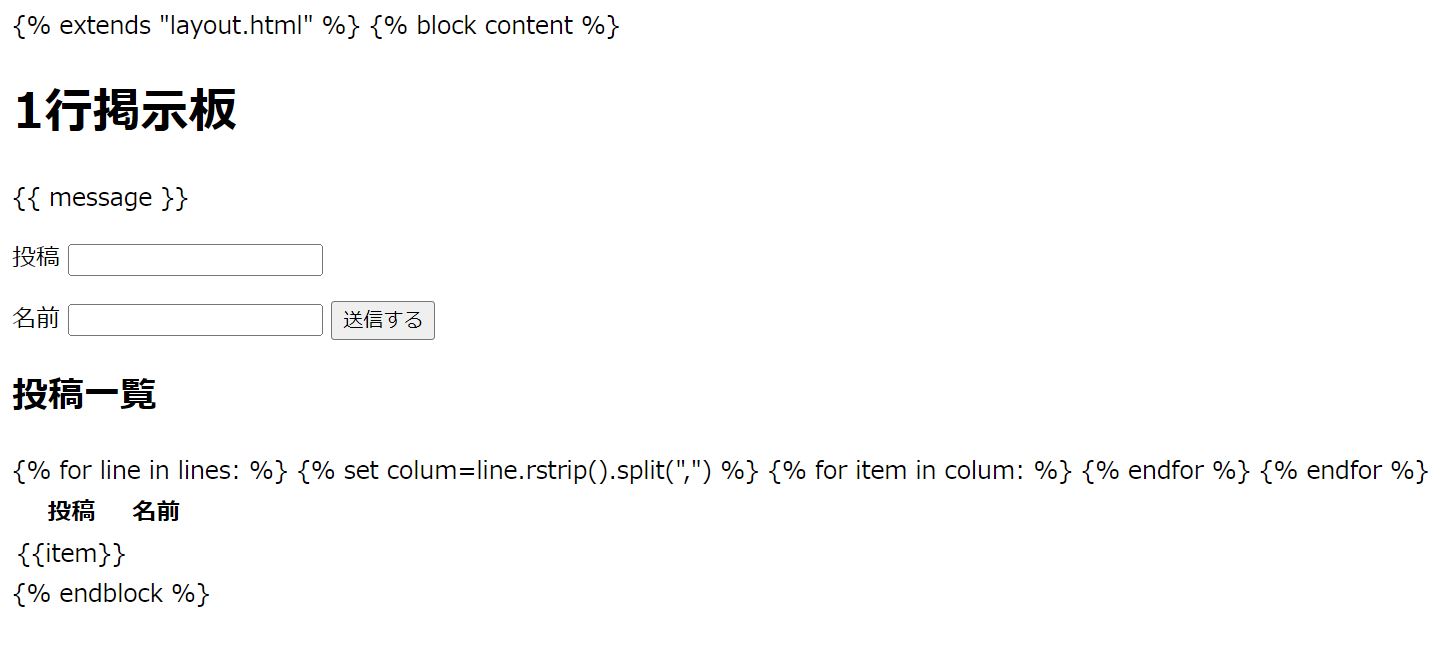 {% extends "layout.html" %} {% block content %}
1行掲示板
{{ message }}
投稿
名前 送信する
投稿一覧
{% for line in lines: %} {% set colum=line.rstrip().split(",") %} {% for item in colum: %} {% endfor %} {% endfor %}
投稿 名前
{{item}}
{% endblock %}